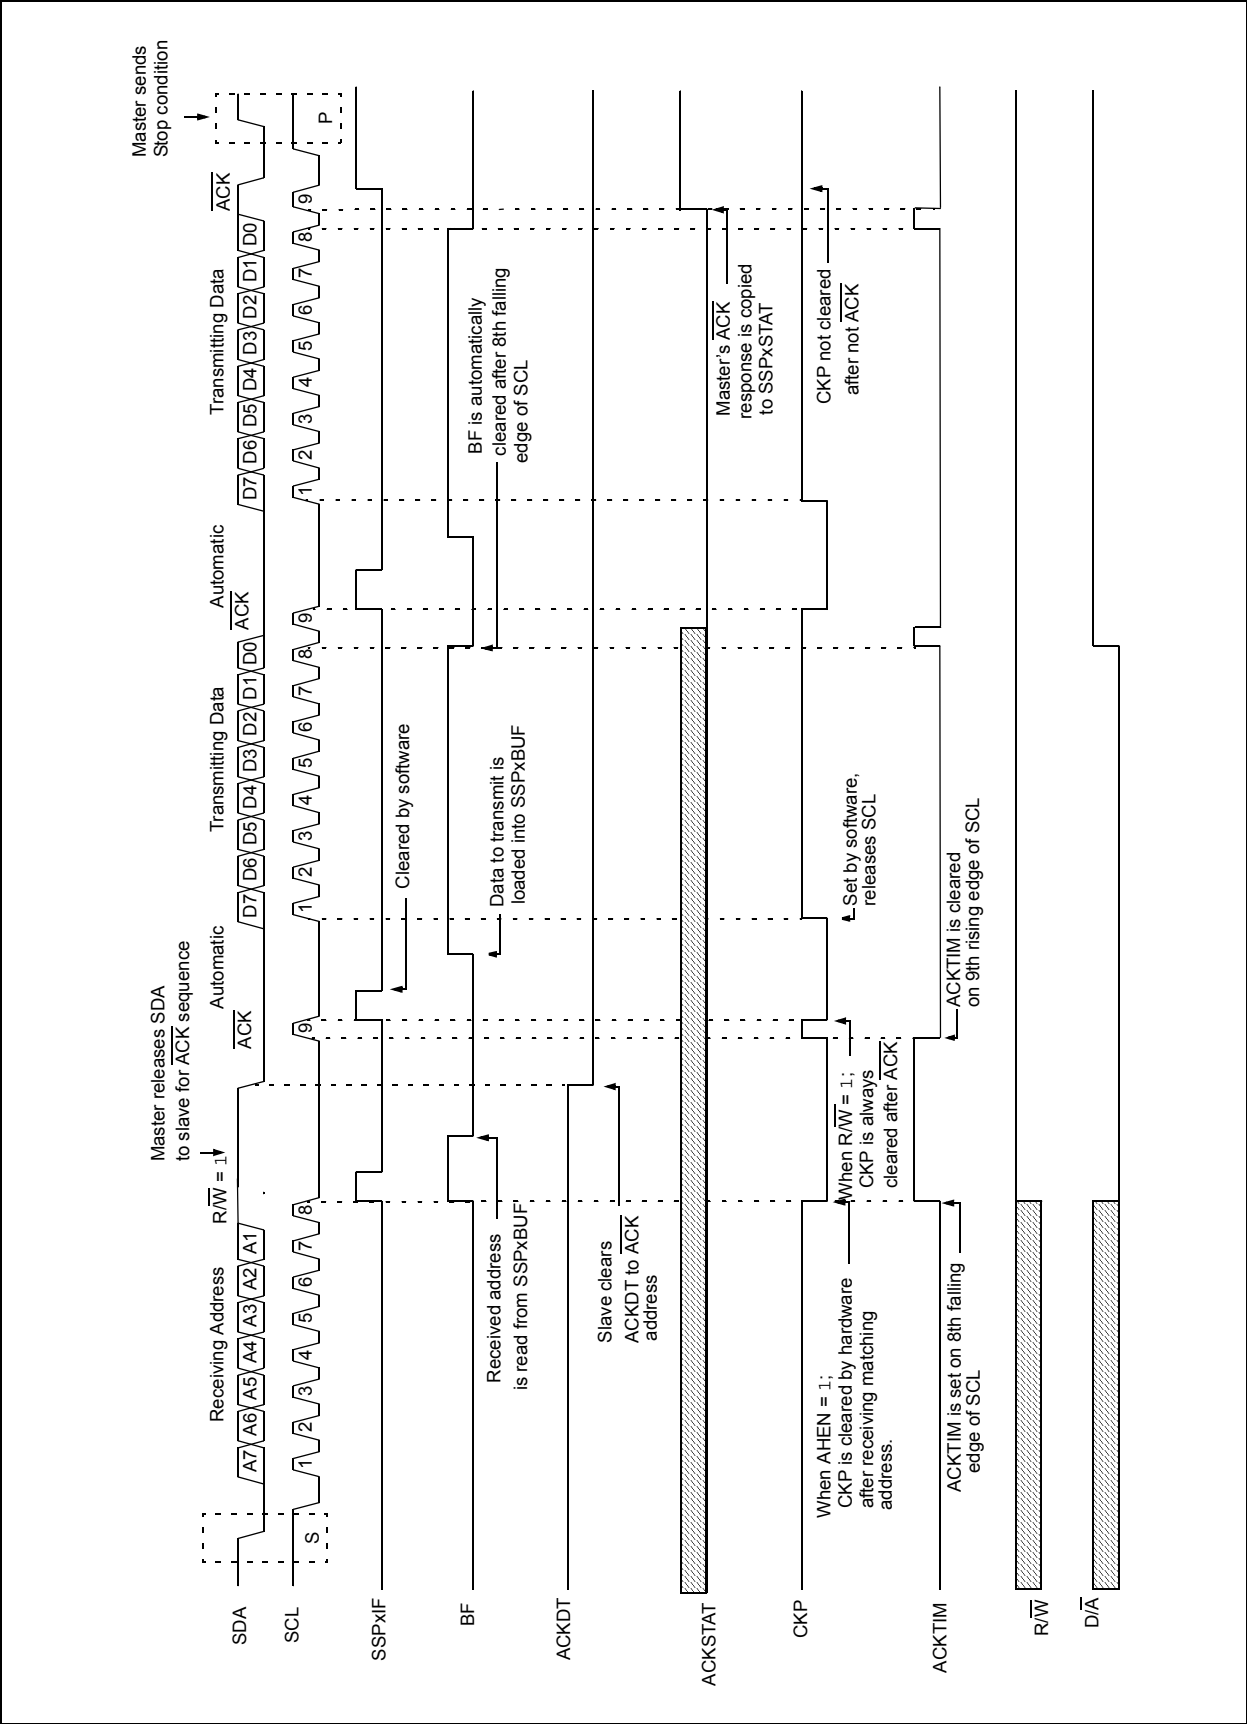 Master sends
Stop condition
Master releases SDA
to slave for ACK sequence
Receiving Address
R/W = 1
ACK
Automatic
Transmitting Data
ACK
Automatic
Transmitting Data
ACK
SDA
A7 A6 A5 A4 A3 A2 A1
D7 D6 D5 D4 D3 D2 D1 D0
D7 D6 D5 D4 D3 D2 D1 D0
SCL
S
1 2 3 4 5 6 7 8 9
1 2 3 4 5 6 7 8 9
1 2 3 4 5 6 7 8 9
P
SSPxIF
Cleared by software
BF
Received address
is read from SSPxBUF
Data to transmit is
loaded into SSPxBUF
BF is automatically
cleared after 8th falling
edge of SCL
ACKDT
Slave clears
ACKDT to ACK
address
ACKSTAT
Master's ACK
response is copied
to SSPxSTAT
CKP
When AHEN = 1;
CKP is cleared by hardware
after receiving matching
address.
When R/W = 1;
CKP is always
cleared after ACK
Set by software,
releases SCL
CKP not cleared
after not ACK
ACKTIM
ACKTIM is set on 8th falling
edge of SCL
ACKTIM is cleared
on 9th rising edge of SCL
R/W
D/A